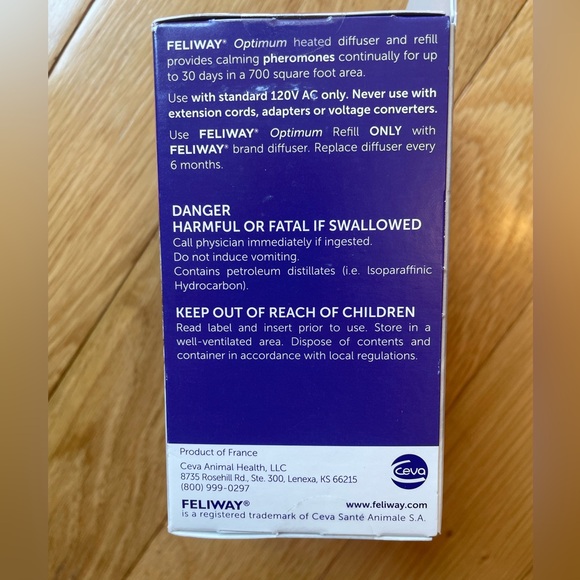 FELIWAY® Optimum heated diffuser and refill
provides calming pheromones continually for up
to 30 days in a 700 square foot area.
Use with standard 120V AC only. Never use with
extension cords, adapters or voltage converters.
Use FELIWAY® Optimum Refill ONLY with
FELIWAY® brand diffuser. Replace diffuser every
6 months.
DANGER
HARMFUL OR FATAL IF SWALLOWED
Call physician immediately if ingested.
Do not induce vomiting.
Contains petroleum distillates (i.e. Isoparaffinic
Hydrocarbon).
KEEP OUT OF REACH OF CHILDREN
Read label and insert prior to use. Store in a
well-ventilated area. Dispose of contents and
container in accordance with local regulations.
Product of France
Ceva Animal Health, LLC
8735 Rosehill Rd., Ste. 300, Lenexa, KS 66215
(800) 999-0297
ceva
FELIWAY® www.feliway.com
is a registered trademark of Ceva Santé Animale S.A.